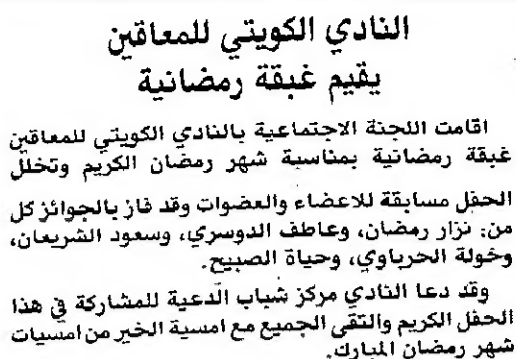 النادي الكويتي للمعاقين
يقيم غبقة رمضانية
اقامت اللجنة الاجتماعية بالنادي الكويتي للمعاقين
غبقة رمضانية بمناسبة شهر رمضان الكريم وتخلل
الحفل مسابقة للاعضاء والعضوات وقد فاز بالجوائز كل
من: نزار رمضان، وعاطف الدوسري، وسعود الشريعان،
وخولة الحرباوي، وحياة الصبيح.
وقد دعا النادي مركز شباب الدعية للمشاركة في هذا
الحفل الكريم والتقى الجميع مع امسية الخير من امسيات
شهر رمضان المبارك.